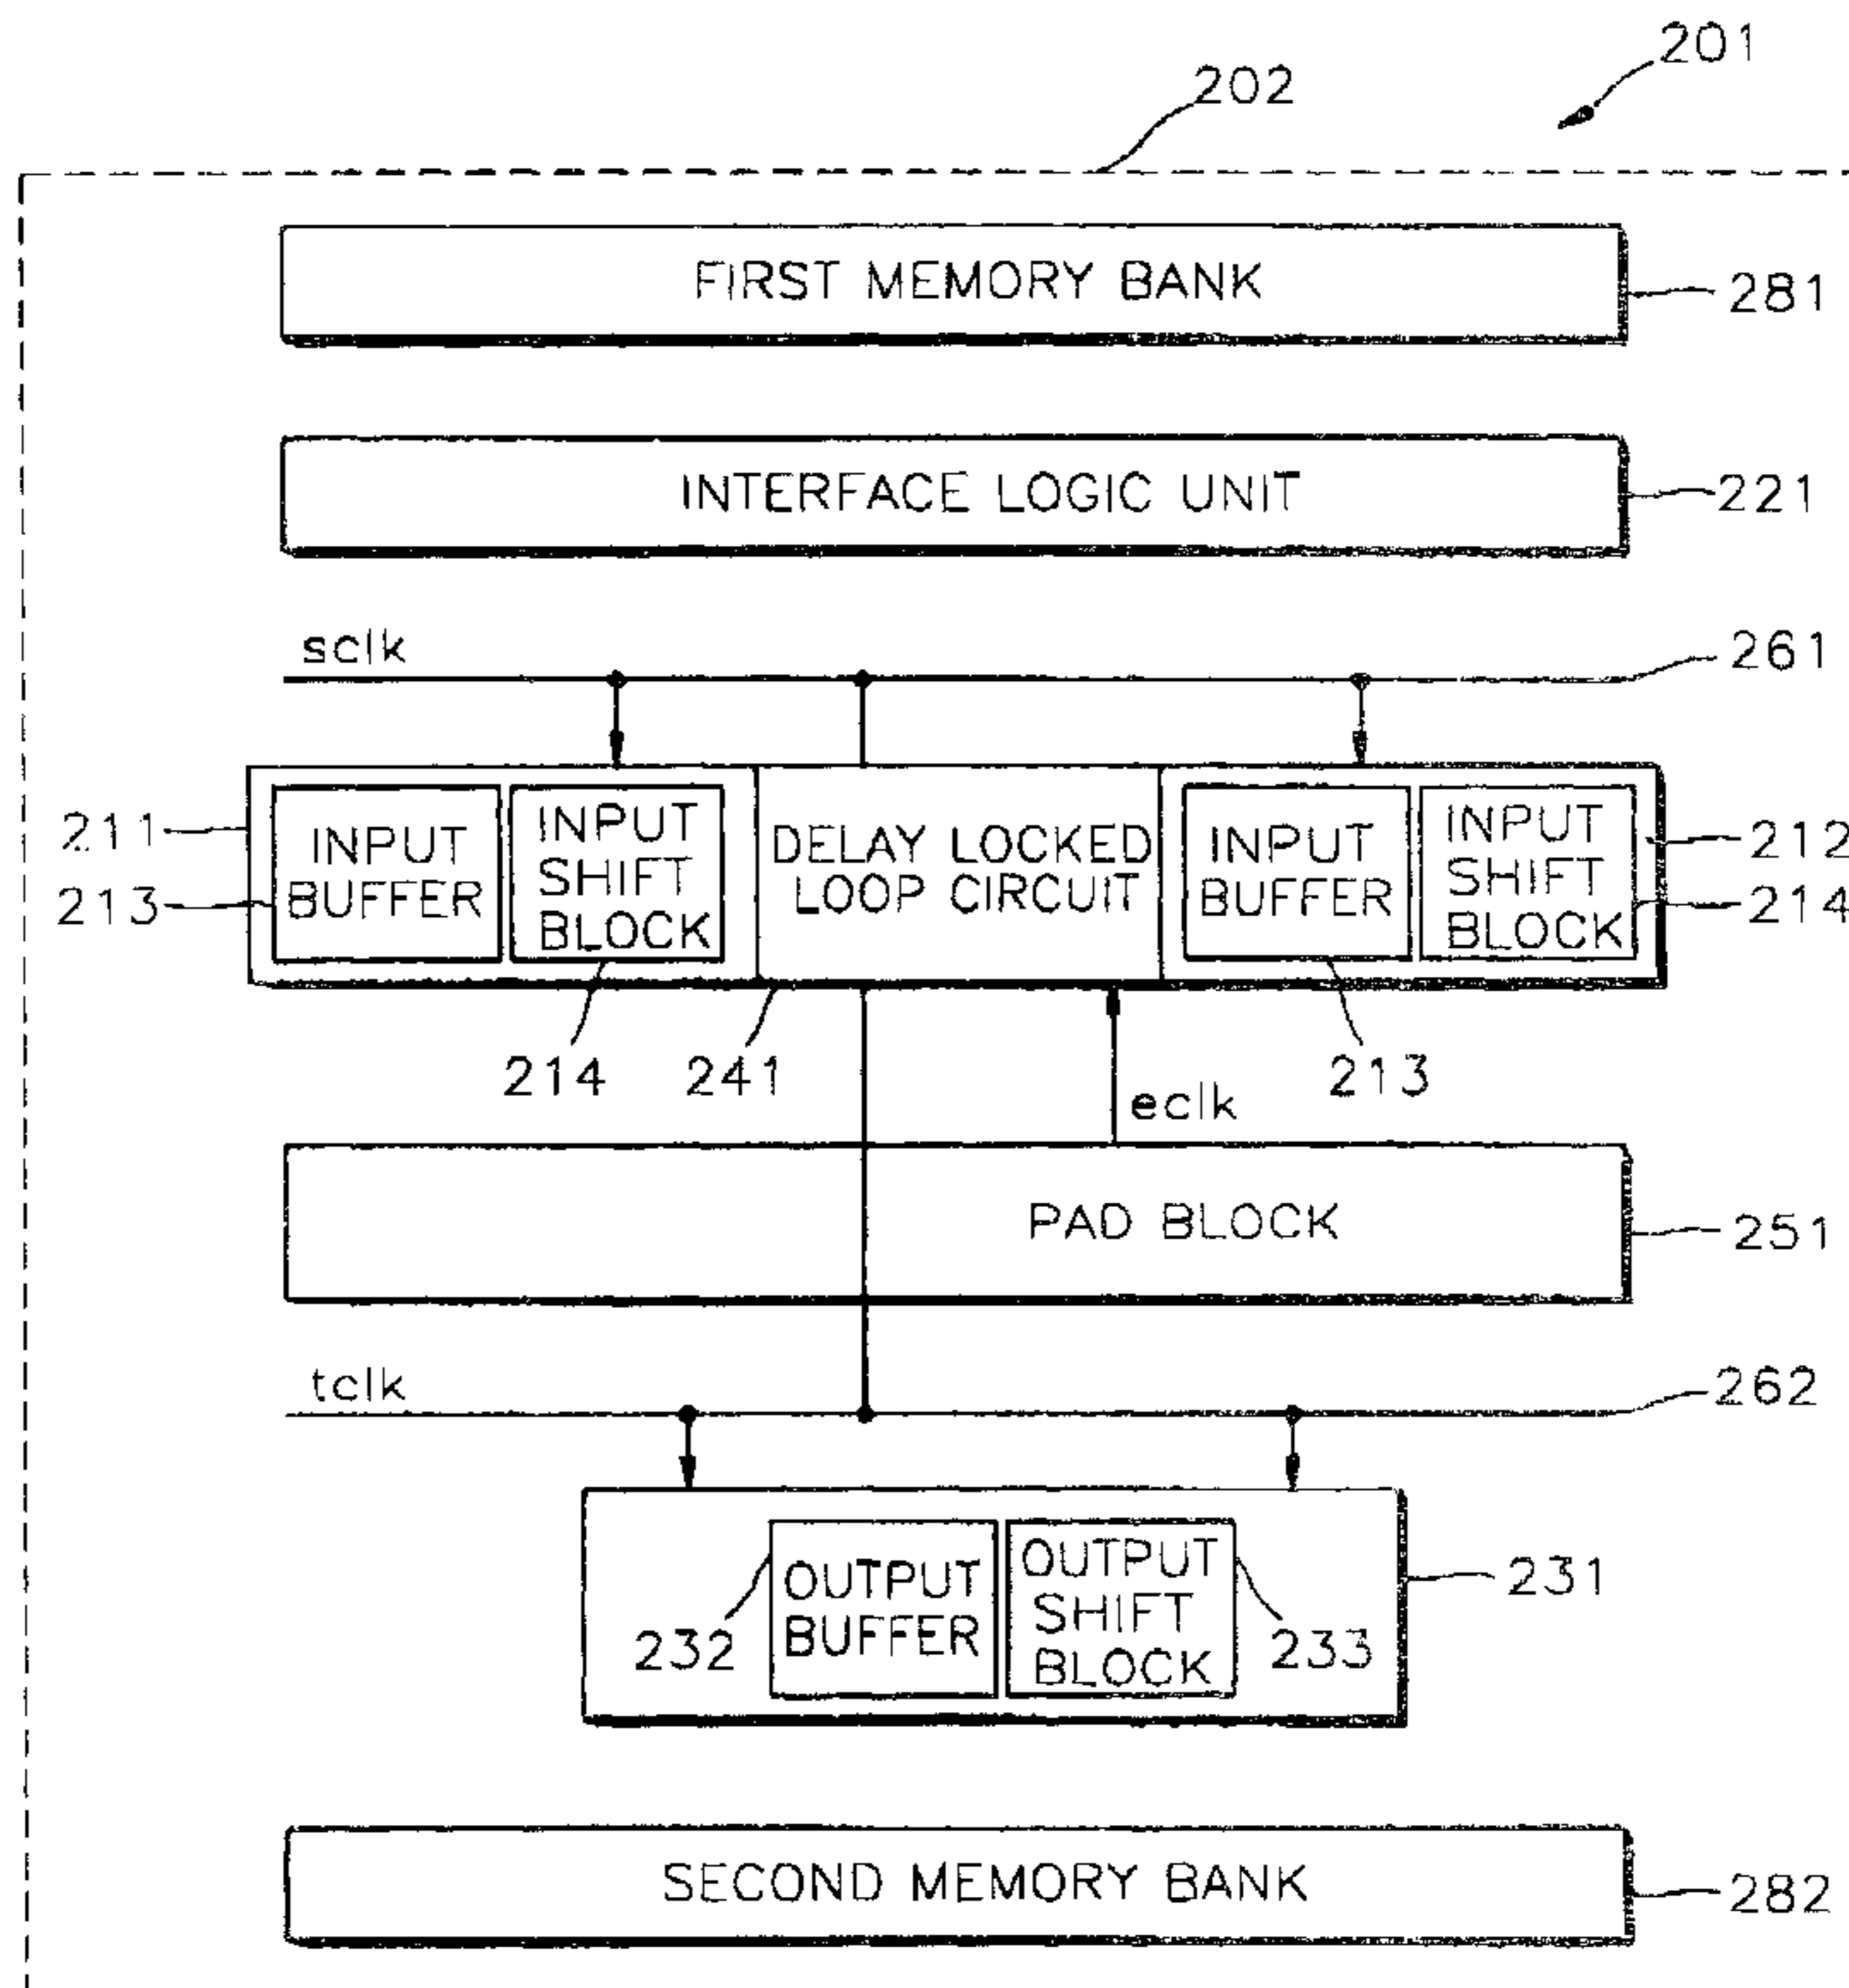 201
202
FIRST MEMORY BANK
281
INTERFACE LOGIC UNIT
221
sclk
261
211
213
INPUT
BUFFER
INPUT
SHIFT
BLOCK
DELAY LOCKED
LOOP CIRCUIT
INPUT
BUFFER
INPUT
SHIFT
BLOCK
212
214
214
241
213
eclk
PAD BLOCK
251
tclk
262
OUTPUT
BUFFER
OUTPUT
SHIFT
BLOCK
231
232
233
SECOND MEMORY BANK
282